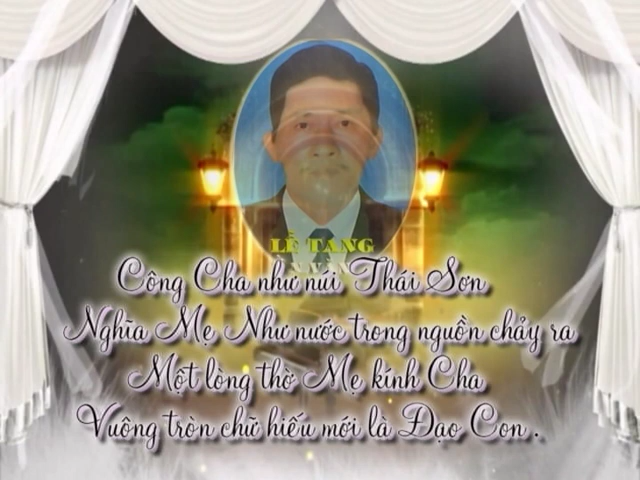 LỄ TANG
Công Cha như núi Thái Sơn
Nghĩa Mẹ Như nước trong nguồn chảy ra
Một lòng thờ Mẹ kính Cha
Vuông tròn chữ hiếu mới là Đạo Con .